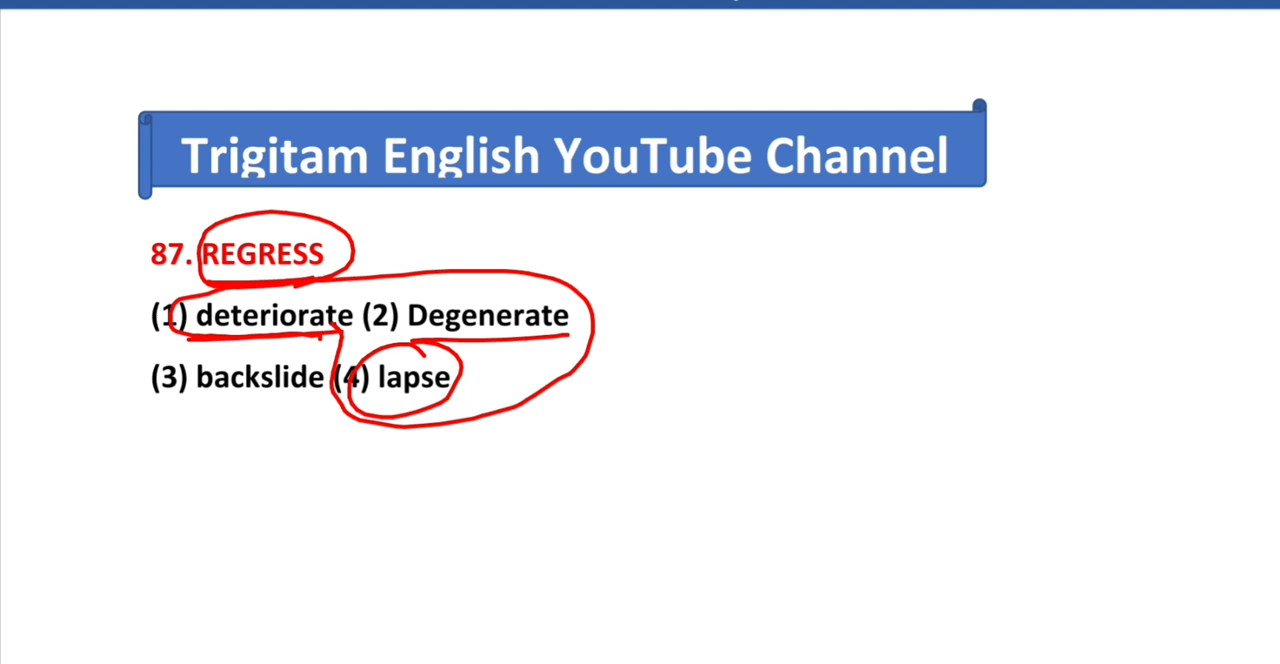 Trigitam English YouTube Channel
87. REGRESS
(1) deteriorate (2) Degenerate
(3) backslide (4) lapse